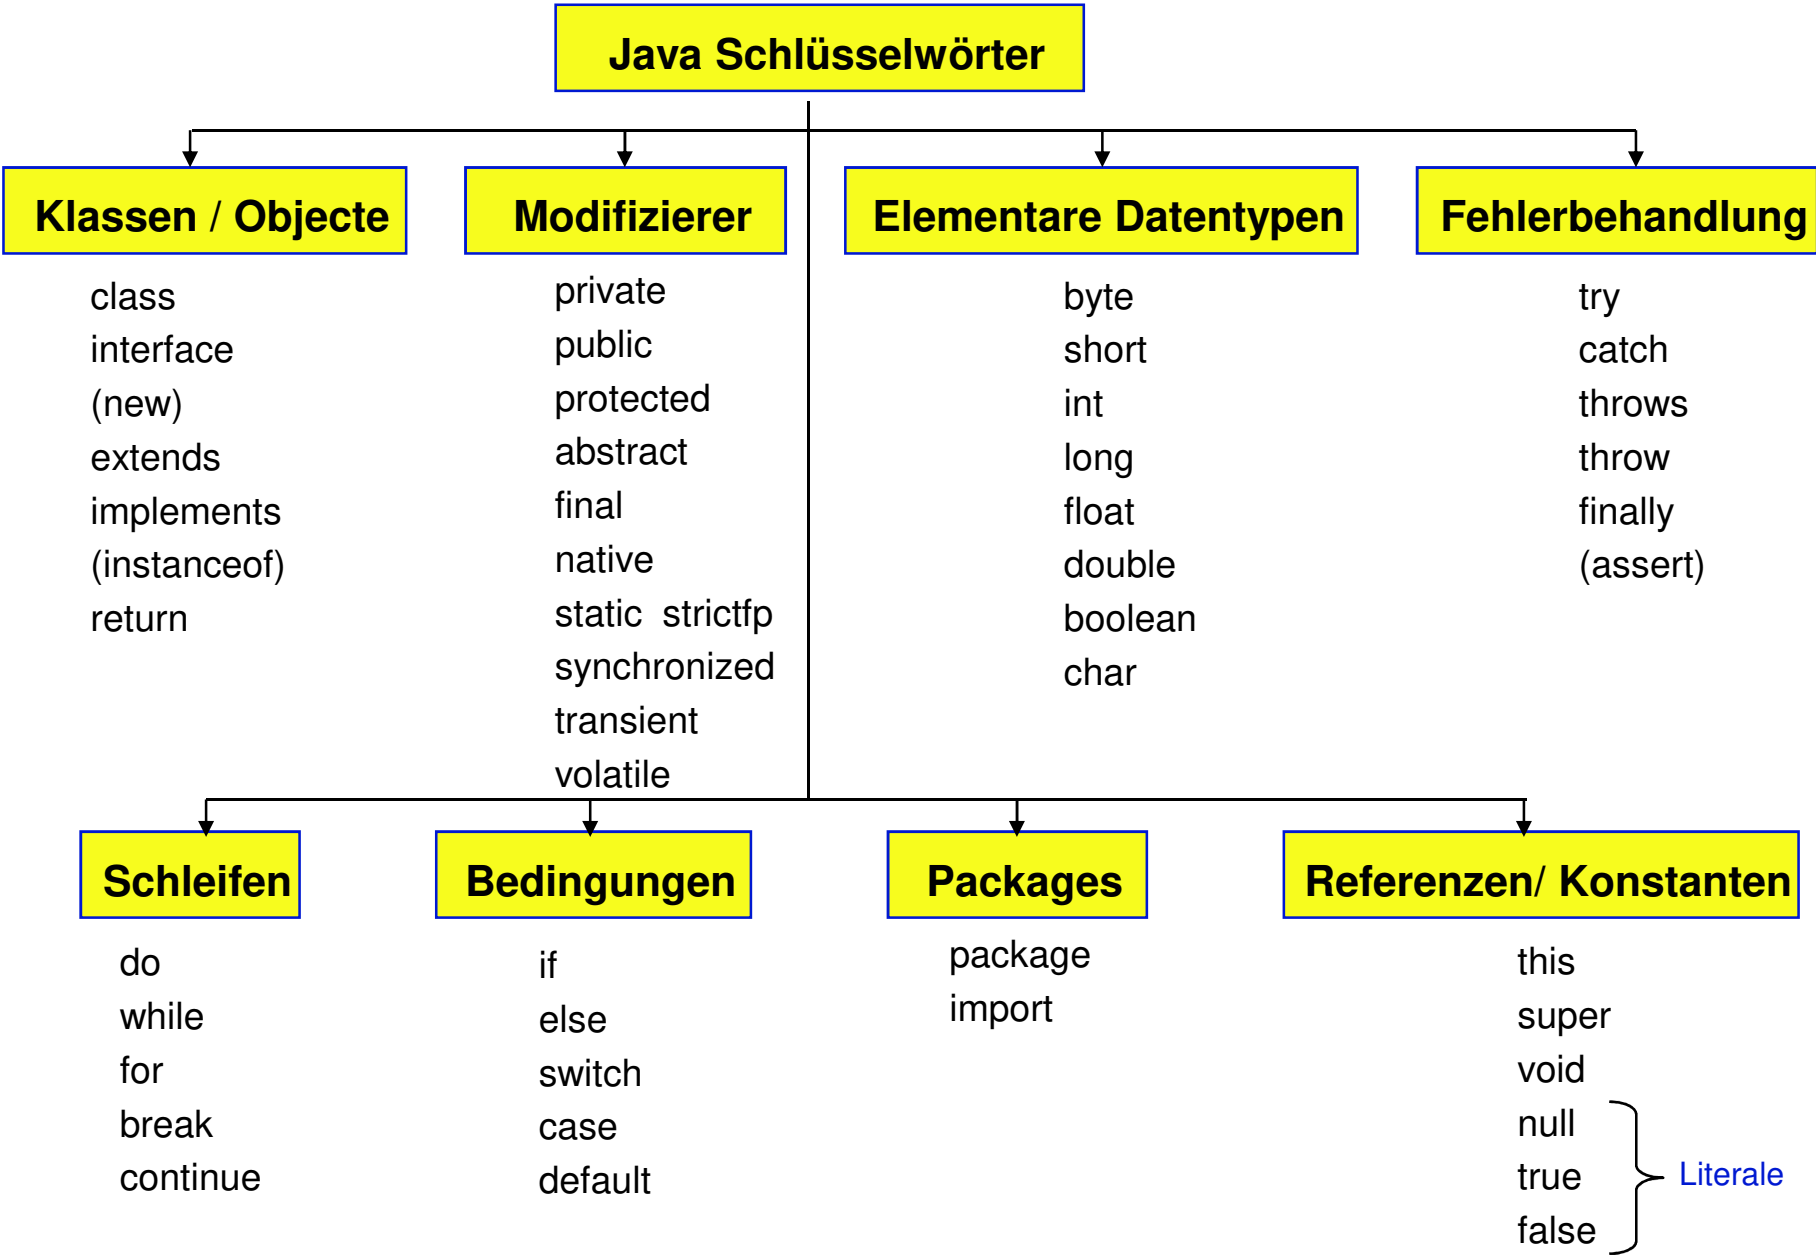 Java Schlüsselwörter
Klassen / Objecte
class
interface
(new)
extends
implements
(instanceof)
return
Modifizierer
private
public
protected
abstract
final
native
static strictfp
synchronized
transient
volatile
Elementare Datentypen
byte
short
int
long
float
double
boolean
char
Fehlerbehandlung
try
catch
throws
throw
finally
(assert)
Schleifen
do
while
for
break
continue
Bedingungen
if
else
switch
case
default
Packages
package
import
Referenzen/ Konstanten
this
super
void
null
true
false
Literale